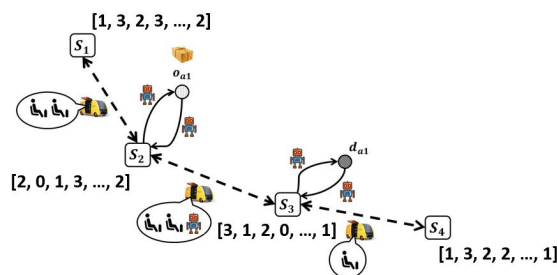 [1, 3, 2, 3, ..., 2]
S₁
oₐ₁
S₂
dₐ₁
[2, 0, 1, 3, ..., 2]
S₃
[3, 1, 2, 0, ..., 1]
S₄
[1, 3, 2, 2, ..., 1]